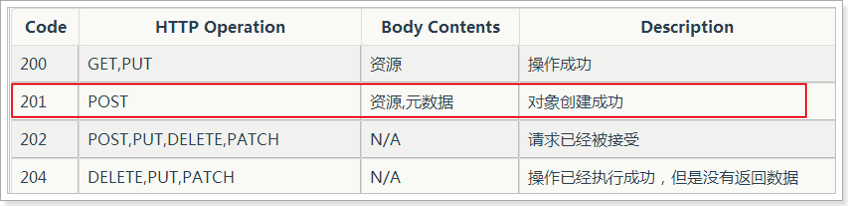 Code HTTP Operation Body Contents Description
200 GET,PUT 资源 操作成功
201 POST 资源,元数据 对象创建成功
202 POST,PUT,DELETE,PATCH N/A 请求已经被接受
204 DELETE,PUT,PATCH N/A 操作已经执行成功，但是没有返回数据